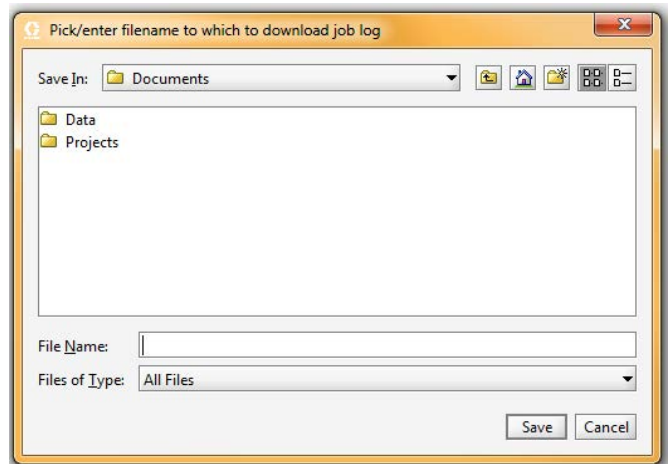 Pick/enter filename to which to download job log
Save In: Documents
Data
Projects
File Name:
Files of Type: All Files
Save Cancel